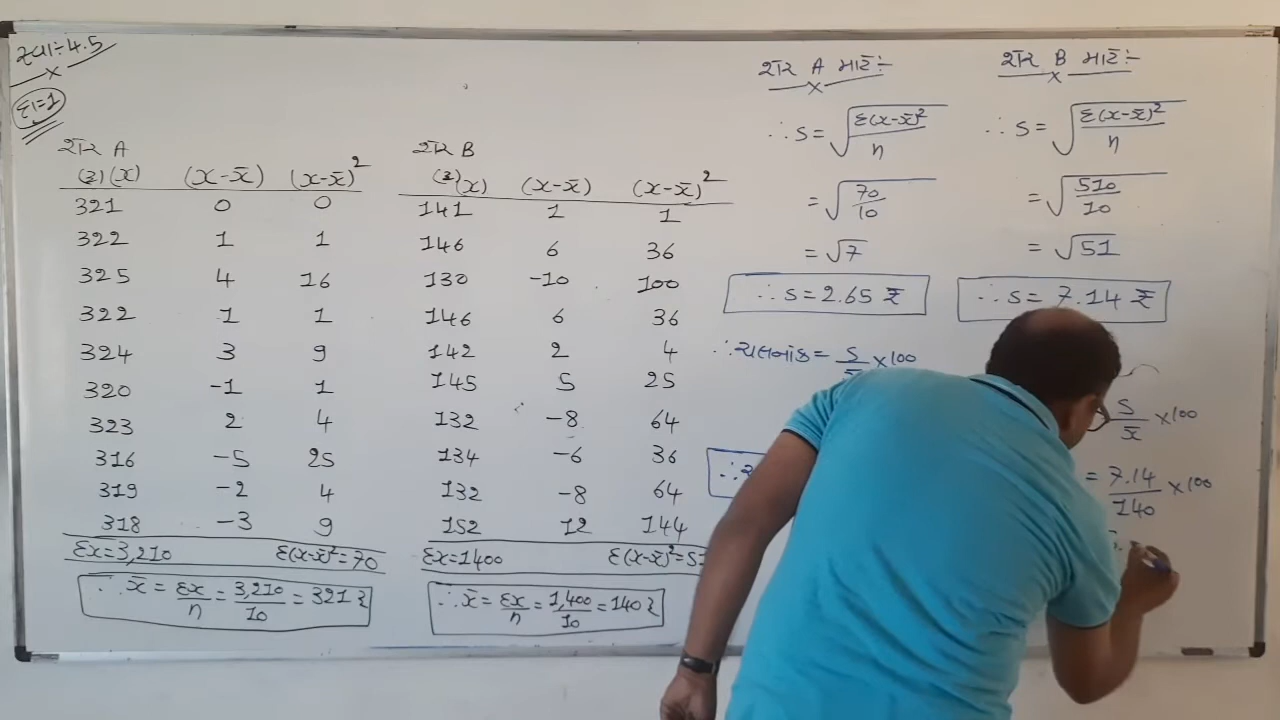 સ્વા÷4.5
દા=1
શૅર A
(₹)(x) (x-x̄) (x-x̄)²
321 0 0
322 1 1
325 4 16
322 1 1
324 3 9
320 -1 1
323 2 4
316 -5 25
319 -2 4
318 -3 9
Σx=3,210 Σ(x-x̄)²=70
∴ x̄ = Σx/n = 3,210/10 = 321 ₹
શૅર B
(₹)(x) (x-x̄) (x-x̄)²
141 1 1
146 6 36
130 -10 100
146 6 36
142 2 4
145 5 25
132 -8 64
134 -6 36
132 -8 64
152 12 144
Σx=1400 Σ(x-x̄)²=51
∴ x̄ = Σx/n = 1,400/10 = 140 ₹
શૅર A માટે :-
∴ S = √(Σ(x-x̄)²/n)
= √(70/10)
= √7
∴ S = 2.65 ₹
∴ ચલનાંક = S/x̄ × 100
શૅર B માટે :-
∴ S = √(Σ(x-x̄)²/n)
= √(510/10)
= √51
∴ S = 7.14 ₹
S/x̄ × 100
= 7.14/140 × 100